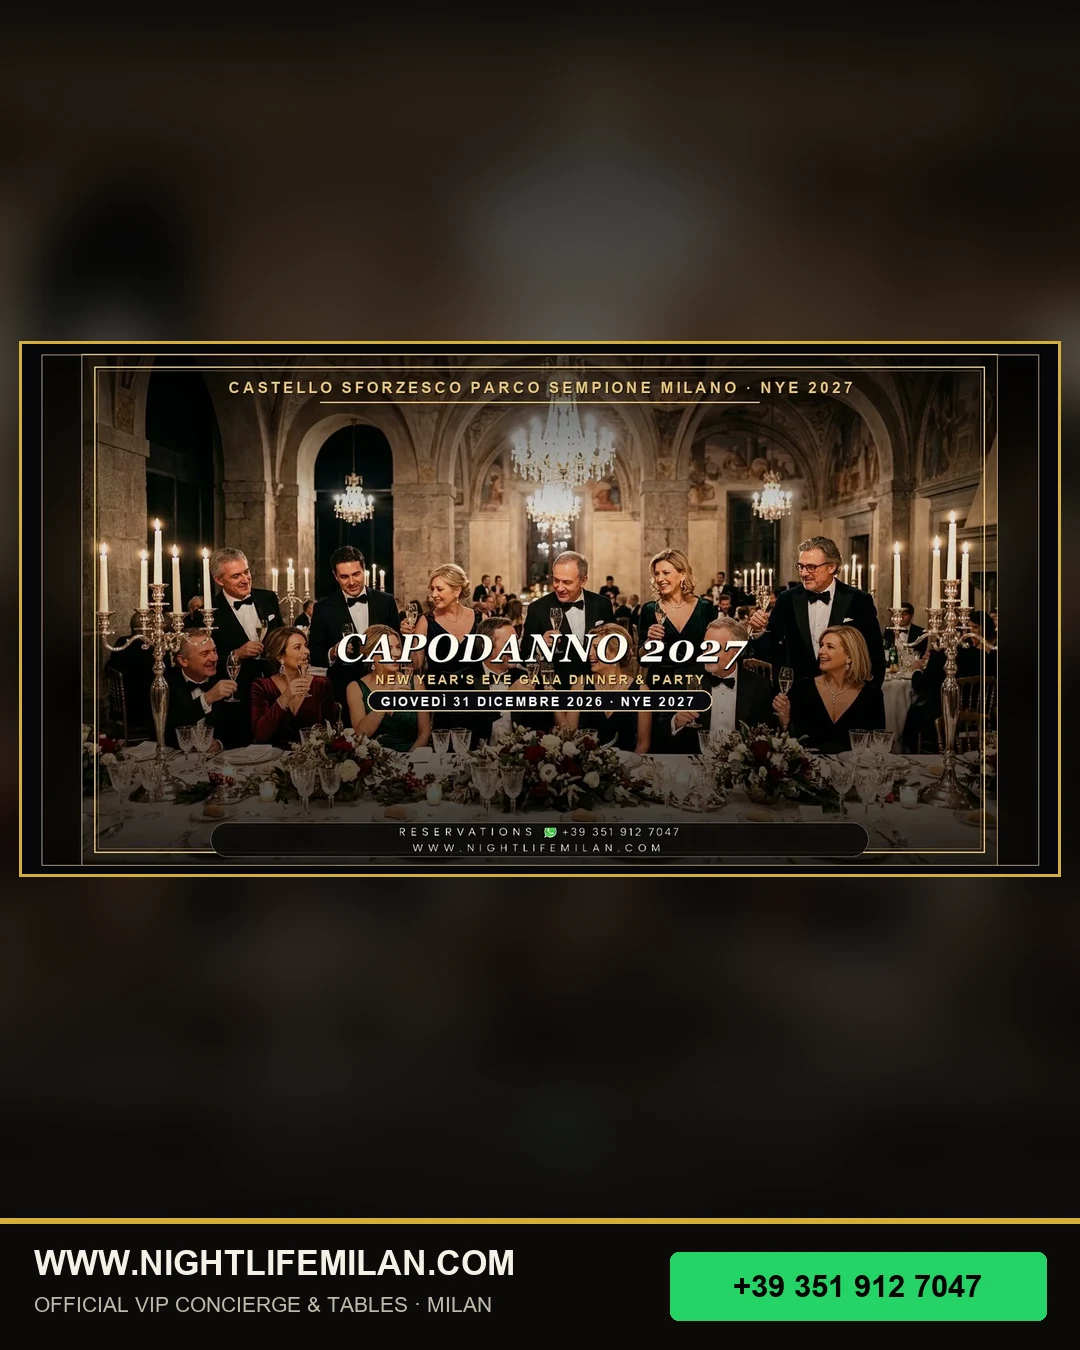 CASTELLO SFORZESCO PARCO SEMPIONE MILANO · NYE 2027
CAPODANNO 2027
NEW YEAR'S EVE GALA DINNER & PARTY
GIOVEDÌ 31 DICEMBRE 2026 · NYE 2027
RESERVATIONS +39 351 912 7047
WWW.NIGHTLIFEMILAN.COM
WWW.NIGHTLIFEMILAN.COM
OFFICIAL VIP CONCIERGE & TABLES · MILAN
+39 351 912 7047